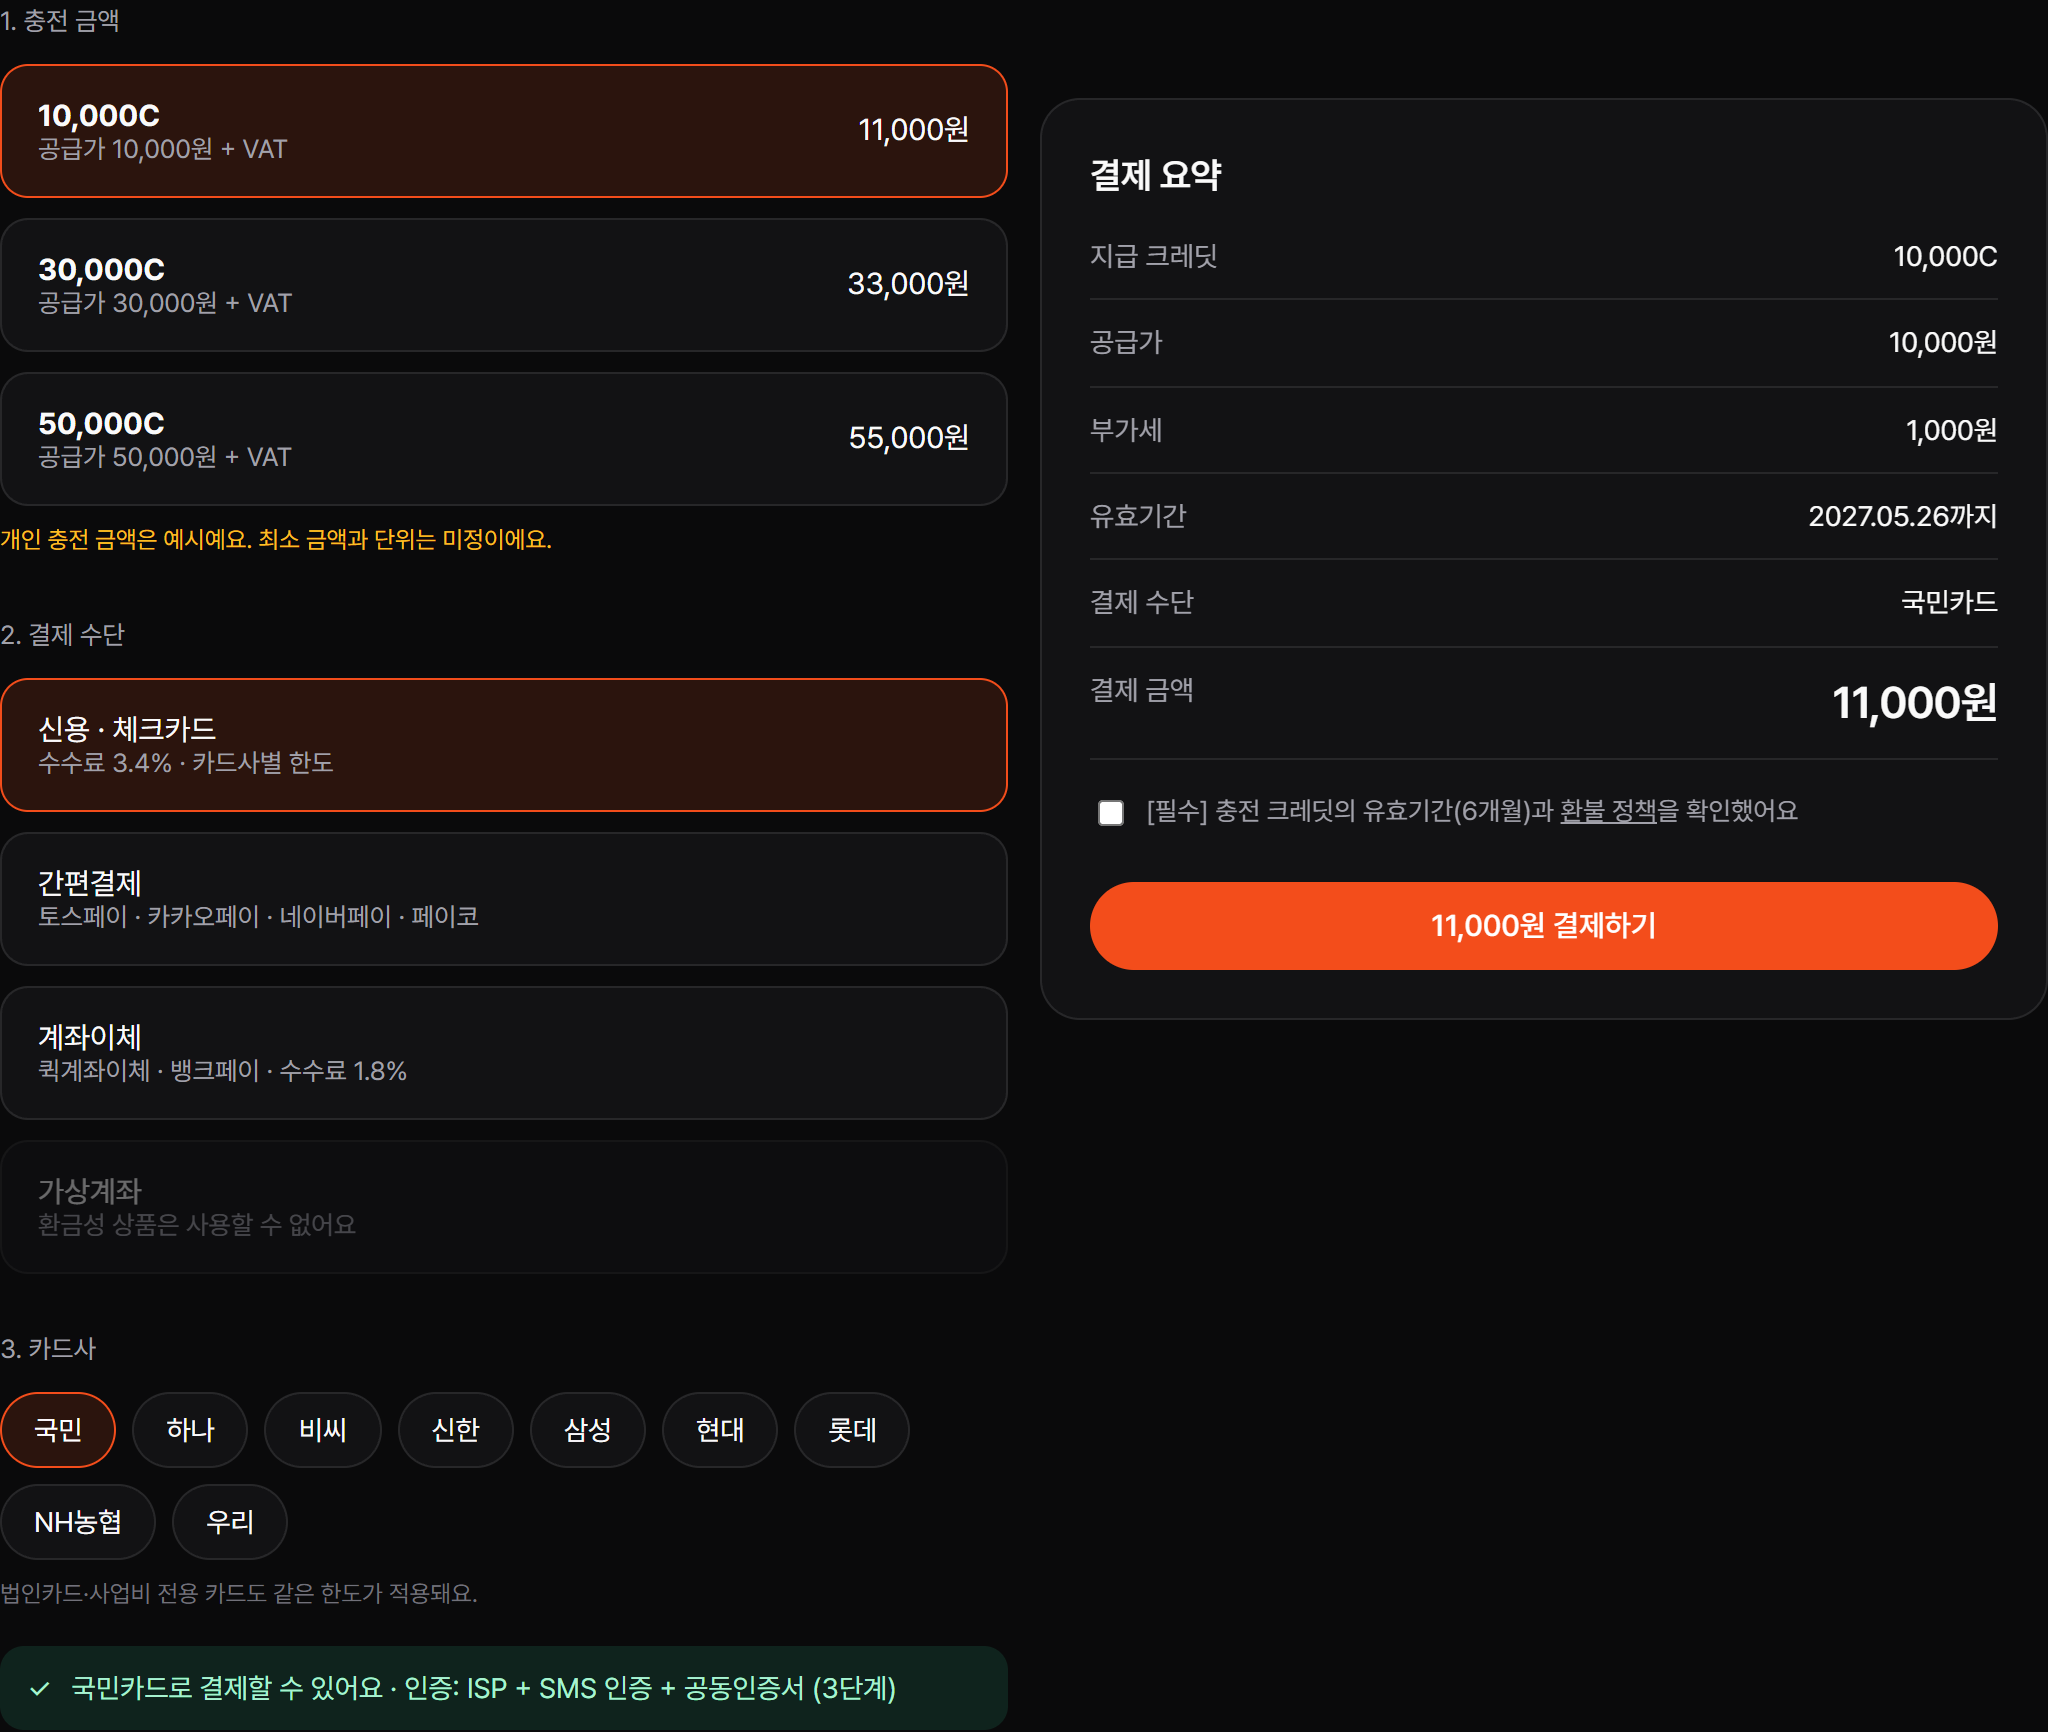 1. 충전 금액
10,000C
공급가 10,000원 + VAT
11,000원
30,000C
공급가 30,000원 + VAT
33,000원
50,000C
공급가 50,000원 + VAT
55,000원
개인 충전 금액은 예시예요. 최소 금액과 단위는 미정이에요.
2. 결제 수단
신용 · 체크카드
수수료 3.4% · 카드사별 한도
간편결제
토스페이 · 카카오페이 · 네이버페이 · 페이코
계좌이체
퀵계좌이체 · 뱅크페이 · 수수료 1.8%
가상계좌
환금성 상품은 사용할 수 없어요
3. 카드사
국민 하나 비씨 신한 삼성 현대 롯데
NH농협 우리
법인카드·사업비 전용 카드도 같은 한도가 적용돼요.
✓ 국민카드로 결제할 수 있어요 · 인증: ISP + SMS 인증 + 공동인증서 (3단계)
결제 요약
지급 크레딧 10,000C
공급가 10,000원
부가세 1,000원
유효기간 2027.05.26까지
결제 수단 국민카드
결제 금액 11,000원
[필수] 충전 크레딧의 유효기간(6개월)과 환불 정책을 확인했어요
11,000원 결제하기